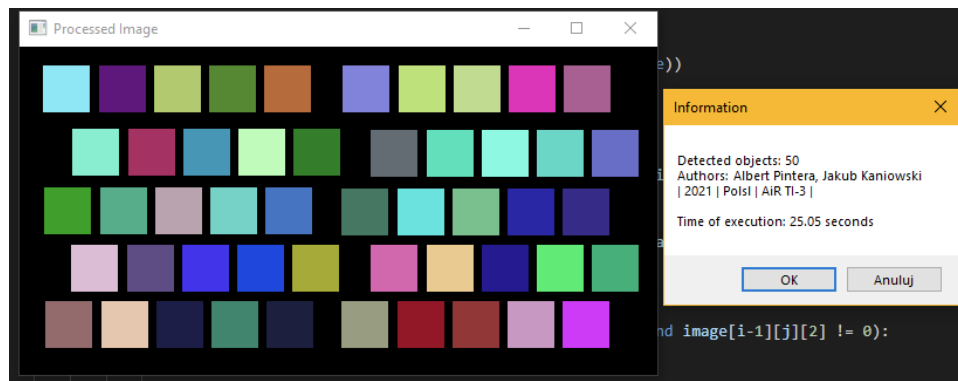 Processed Image
e))
Information
Detected objects: 50
Authors: Albert Pintera, Jakub Kaniowski
| 2021 | Polsl | AiR TI-3 |
Time of execution: 25.05 seconds
OK Anuluj
nd image[i-1][j][2] != 0):